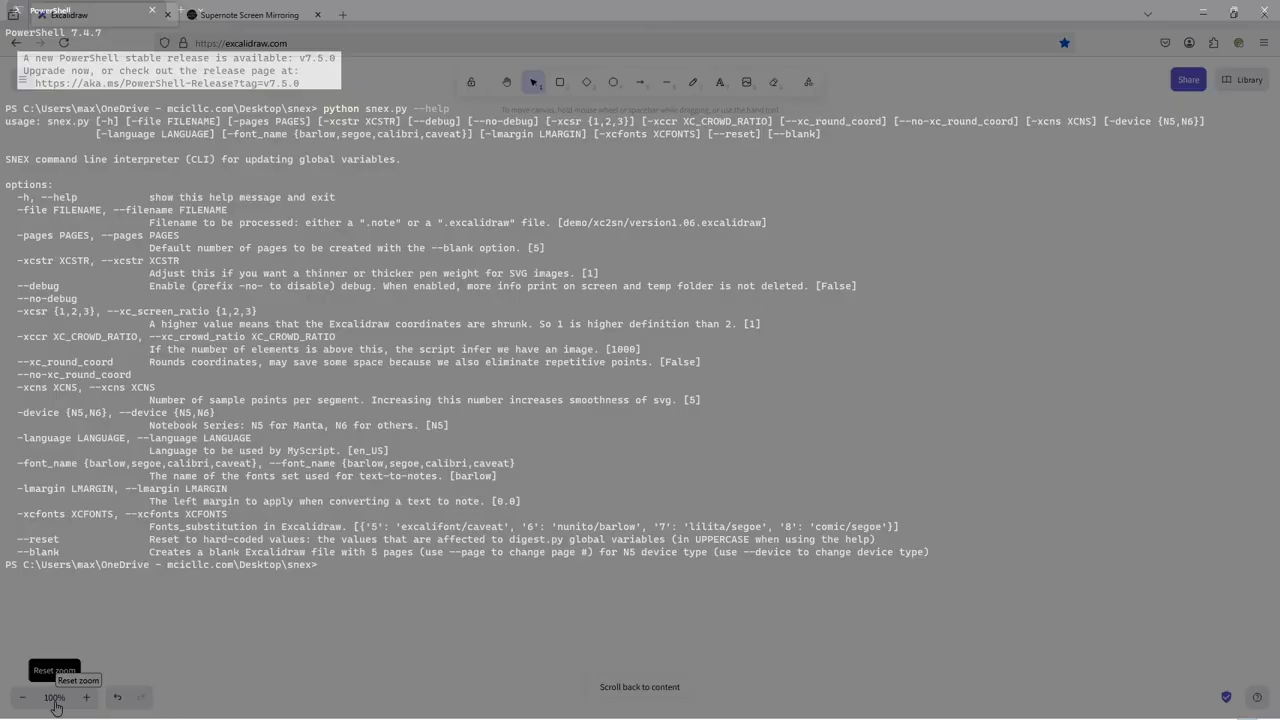 PowerShell
Excalidraw
Supernote Screen Mirroring
PowerShell 7.4.7
https://excalidraw.com
A new PowerShell stable release is available: v7.5.0
Upgrade now, or check out the release page at:
https://aka.ms/PowerShell-Release?tag=v7.5.0
Share
Library
To move canvas, hold mouse wheel or spacebar while dragging, or use the hand tool
PS C:\Users\max\OneDrive - mcicllc.com\Desktop\snex> python snex.py --help
usage: snex.py [-h] [-file FILENAME] [-pages PAGES] [-xcstr XCSTR] [--debug] [--no-debug] [-xcsr {1,2,3}] [-xccr XC_CROWD_RATIO] [--xc_round_coord] [--no-xc_round_coord] [-xcns XCNS] [-device {N5,N6}]
[-language LANGUAGE] [-font_name {barlow,segoe,calibri,caveat}] [-lmargin LMARGIN] [-xcfonts XCFONTS] [--reset] [--blank]
SNEX command line interpreter (CLI) for updating global variables.
options:
-h, --help show this help message and exit
-file FILENAME, --filename FILENAME
Filename to be processed: either a ".note" or a ".excalidraw" file. [demo/xc2sn/version1.06.excalidraw]
-pages PAGES, --pages PAGES
Default number of pages to be created with the --blank option. [5]
-xcstr XCSTR, --xcstr XCSTR
Adjust this if you want a thinner or thicker pen weight for SVG images. [1]
--debug Enable (prefix -no- to disable) debug. When enabled, more info print on screen and temp folder is not deleted. [False]
--no-debug
-xcsr {1,2,3}, --xc_screen_ratio {1,2,3}
A higher value means that the Excalidraw coordinates are shrunk. So 1 is higher definition than 2. [1]
-xccr XC_CROWD_RATIO, --xc_crowd_ratio XC_CROWD_RATIO
If the number of elements is above this, the script infer we have an image. [1000]
--xc_round_coord Rounds coordinates, may save some space because we also eliminate repetitive points. [False]
--no-xc_round_coord
-xcns XCNS, --xcns XCNS
Number of sample points per segment. Increasing this number increases smoothness of svg. [5]
-device {N5,N6}, --device {N5,N6}
Notebook Series: N5 for Manta, N6 for others. [N5]
-language LANGUAGE, --language LANGUAGE
Language to be used by MyScript. [en_US]
-font_name {barlow,segoe,calibri,caveat}, --font_name {barlow,segoe,calibri,caveat}
The name of the fonts set used for text-to-notes. [barlow]
-lmargin LMARGIN, --lmargin LMARGIN
The left margin to apply when converting a text to note. [0.0]
-xcfonts XCFONTS, --xcfonts XCFONTS
Fonts_substitution in Excalidraw. [{'5': 'excalifont/caveat', '6': 'nunito/barlow', '7': 'lilita/segoe', '8': 'comic/segoe'}]
--reset Reset to hard-coded values: the values that are affected to digest.py global variables (in UPPERCASE when using the help)
--blank Creates a blank Excalidraw file with 5 pages (use --page to change page #) for N5 device type (use --device to change device type)
PS C:\Users\max\OneDrive - mcicllc.com\Desktop\snex>
Reset zoom
Reset zoom
100%
Scroll back to content